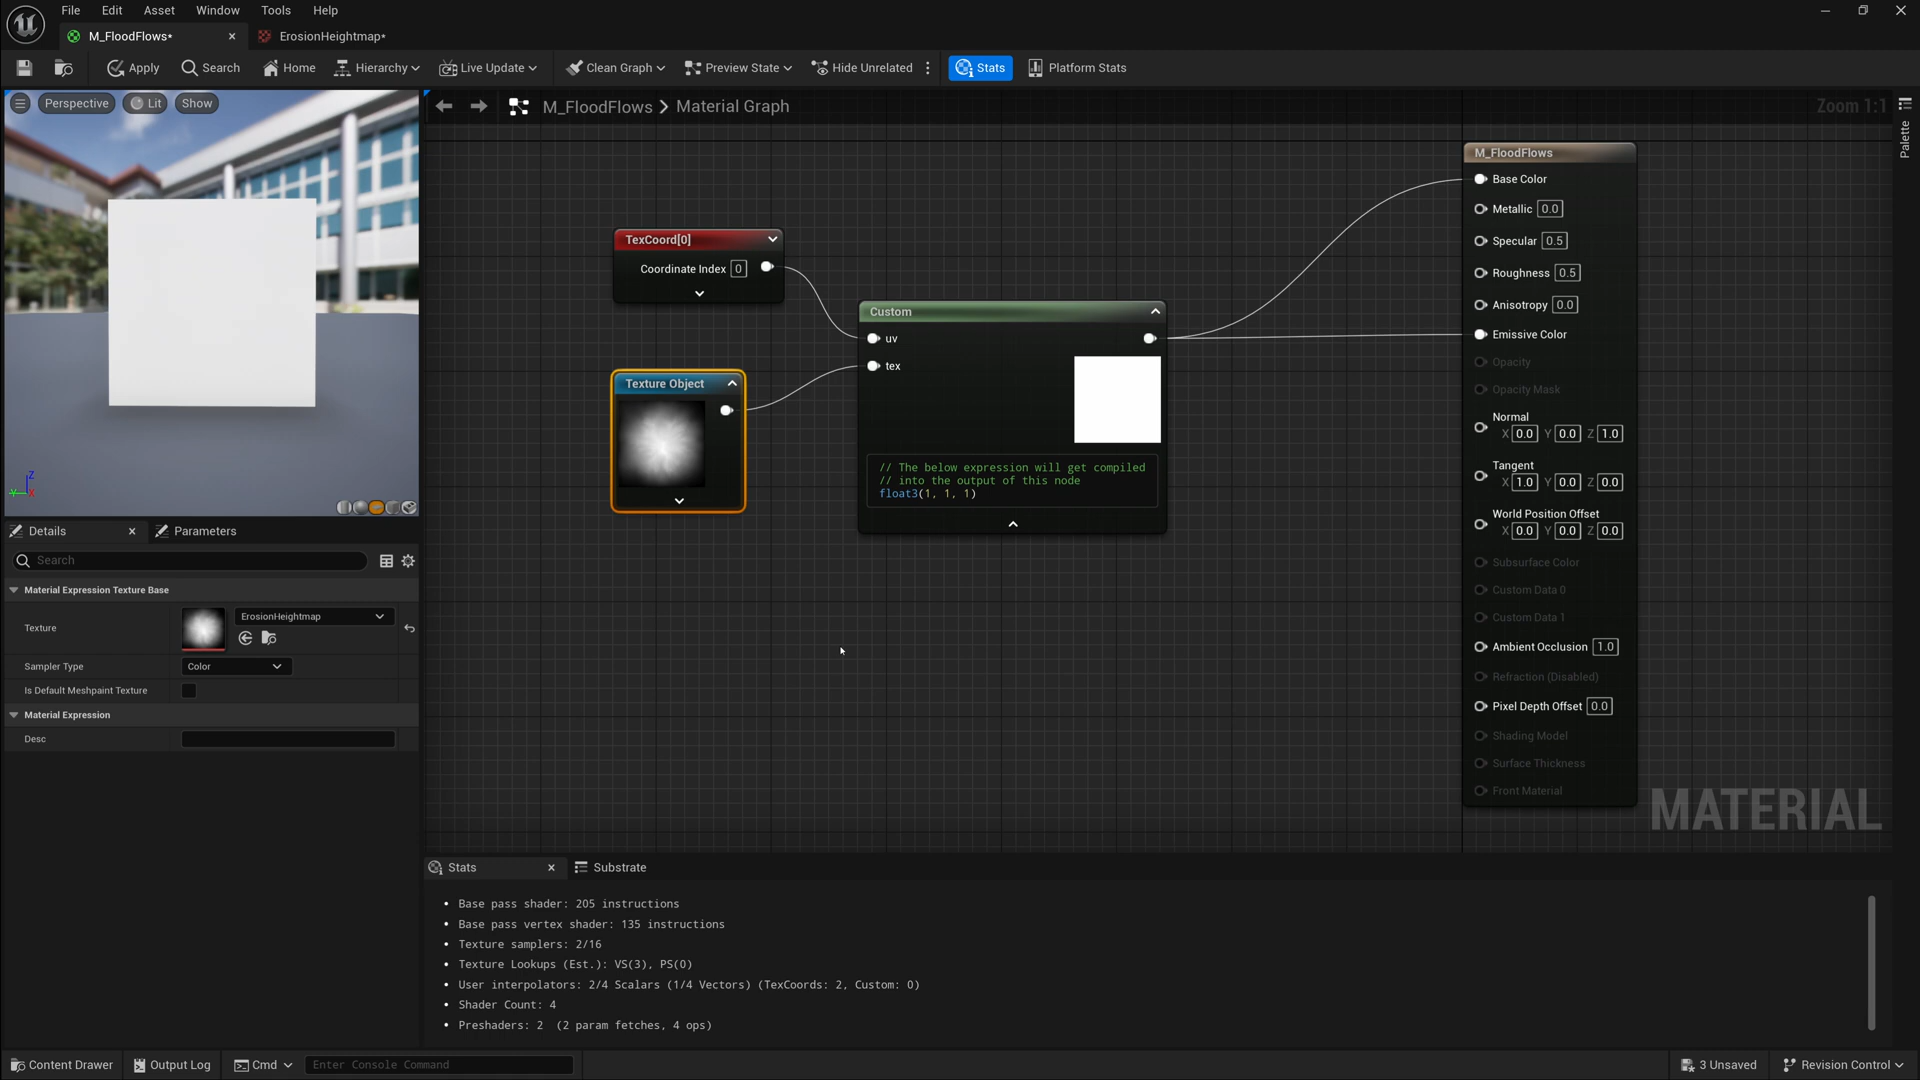 File Edit Asset Window Tools Help
M_FloodFlows* ErosionHeightmap*
Apply Search Home Hierarchy Live Update Clean Graph Preview State Hide Unrelated Stats Platform Stats
Perspective Lit Show
M_FloodFlows > Material Graph
Zoom 1:1
Palette
TexCoord[0]
Coordinate Index 0
Texture Object
Custom
uv
tex
// The below expression will get compiled
// into the output of this node
float3(1, 1, 1)
M_FloodFlows
Base Color
Metallic 0.0
Specular 0.5
Roughness 0.5
Anisotropy 0.0
Emissive Color
Opacity
Opacity Mask
Normal
X 0.0 Y 0.0 Z 1.0
Tangent
X 1.0 Y 0.0 Z 0.0
World Position Offset
X 0.0 Y 0.0 Z 0.0
Subsurface Color
Custom Data 0
Custom Data 1
Ambient Occlusion 1.0
Refraction (Disabled)
Pixel Depth Offset 0.0
Shading Model
Surface Thickness
Front Material
MATERIAL
Z
Y
X
Details Parameters
Search
Material Expression Texture Base
Texture ErosionHeightmap
Sampler Type Color
Is Default Meshpaint Texture
Material Expression
Desc
Stats Substrate
• Base pass shader: 205 instructions
• Base pass vertex shader: 135 instructions
• Texture samplers: 2/16
• Texture Lookups (Est.): VS(3), PS(0)
• User interpolators: 2/4 Scalars (1/4 Vectors) (TexCoords: 2, Custom: 0)
• Shader Count: 4
• Preshaders: 2 (2 param fetches, 4 ops)
Content Drawer Output Log Cmd Enter Console Command 3 Unsaved Revision Control